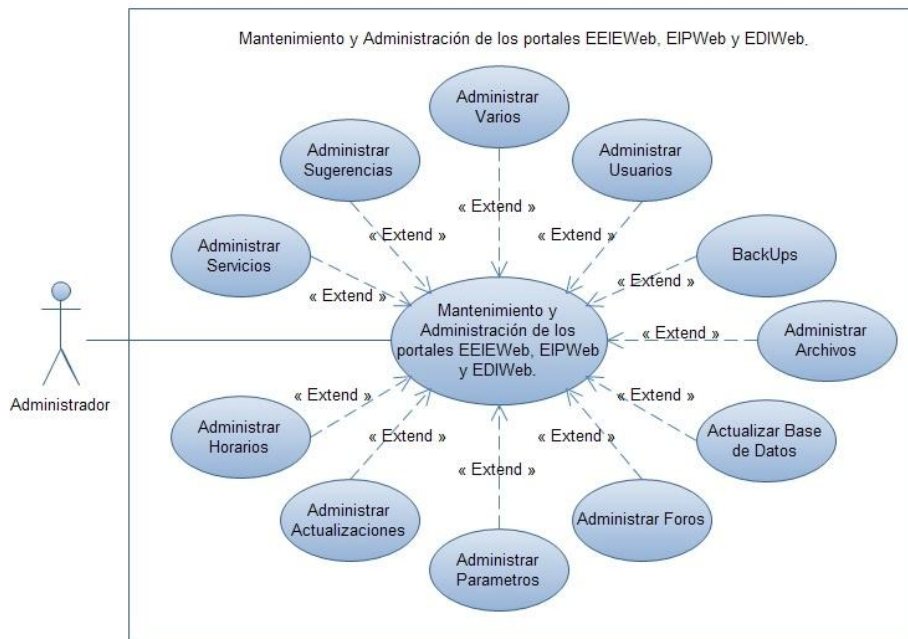 Mantenimiento y Administración de los portales EEIEWeb, EIPWeb y EDIWeb.
Administrar
Varios
Administrar
Sugerencias
Administrar
Usuarios
« Extend »
« Extend »
« Extend »
Administrar
Servicios
BackUps
« Extend »
« Extend »
Mantenimiento y
Administración de los
portales EEIEWeb, EIPWeb
y EDIWeb.
« Extend »
Administrar
Archivos
Administrador
« Extend »
« Extend »
Administrar
Horarios
Actualizar Base
de Datos
« Extend »
« Extend »
« Extend »
Administrar
Actualizaciones
Administrar Foros
Administrar
Parametros